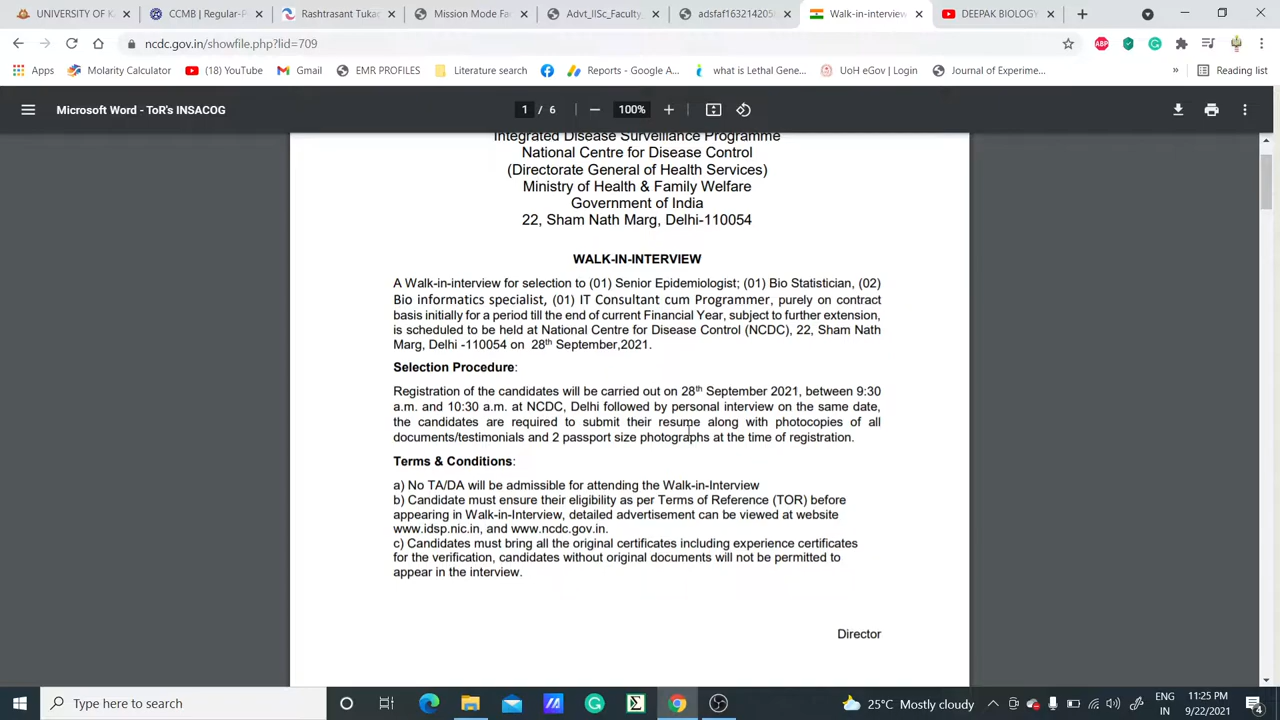 UNIVERSITY OF
CCMB | Regular-P
Rashtrasant Tuka
Mission Mode Fa
Advt_IISc_Faculty_
adsfaf163214205
Walk-in-interview
DEEPAK BIOLOGY
ncdc.gov.in/showfile.php?lid=709
ABP
Apps
Molarity Calculator
(18) YouTube
Gmail
EMR PROFILES
Literature search
Reports - Google A...
what is Lethal Gene...
UoH eGov | Login
Journal of Experime...
»
Reading list
Microsoft Word - ToR's INSACOG
1 / 6
100%
Integrated Disease Surveillance Programme
National Centre for Disease Control
(Directorate General of Health Services)
Ministry of Health & Family Welfare
Government of India
22, Sham Nath Marg, Delhi-110054
WALK-IN-INTERVIEW
A Walk-in-interview for selection to (01) Senior Epidemiologist; (01) Bio Statistician, (02)
Bio informatics specialist, (01) IT Consultant cum Programmer, purely on contract
basis initially for a period till the end of current Financial Year, subject to further extension,
is scheduled to be held at National Centre for Disease Control (NCDC), 22, Sham Nath
Marg, Delhi -110054 on 28th September,2021.
Selection Procedure:
Registration of the candidates will be carried out on 28th September 2021, between 9:30
a.m. and 10:30 a.m. at NCDC, Delhi followed by personal interview on the same date,
the candidates are required to submit their resume along with photocopies of all
documents/testimonials and 2 passport size photographs at the time of registration.
Terms & Conditions:
a) No TA/DA will be admissible for attending the Walk-in-Interview
b) Candidate must ensure their eligibility as per Terms of Reference (TOR) before
appearing in Walk-in-Interview, detailed advertisement can be viewed at website
www.idsp.nic.in, and www.ncdc.gov.in.
c) Candidates must bring all the original certificates including experience certificates
for the verification, candidates without original documents will not be permitted to
appear in the interview.
Director
Type here to search
25°C Mostly cloudy
ENG
IN
11:25 PM
9/22/2021
4